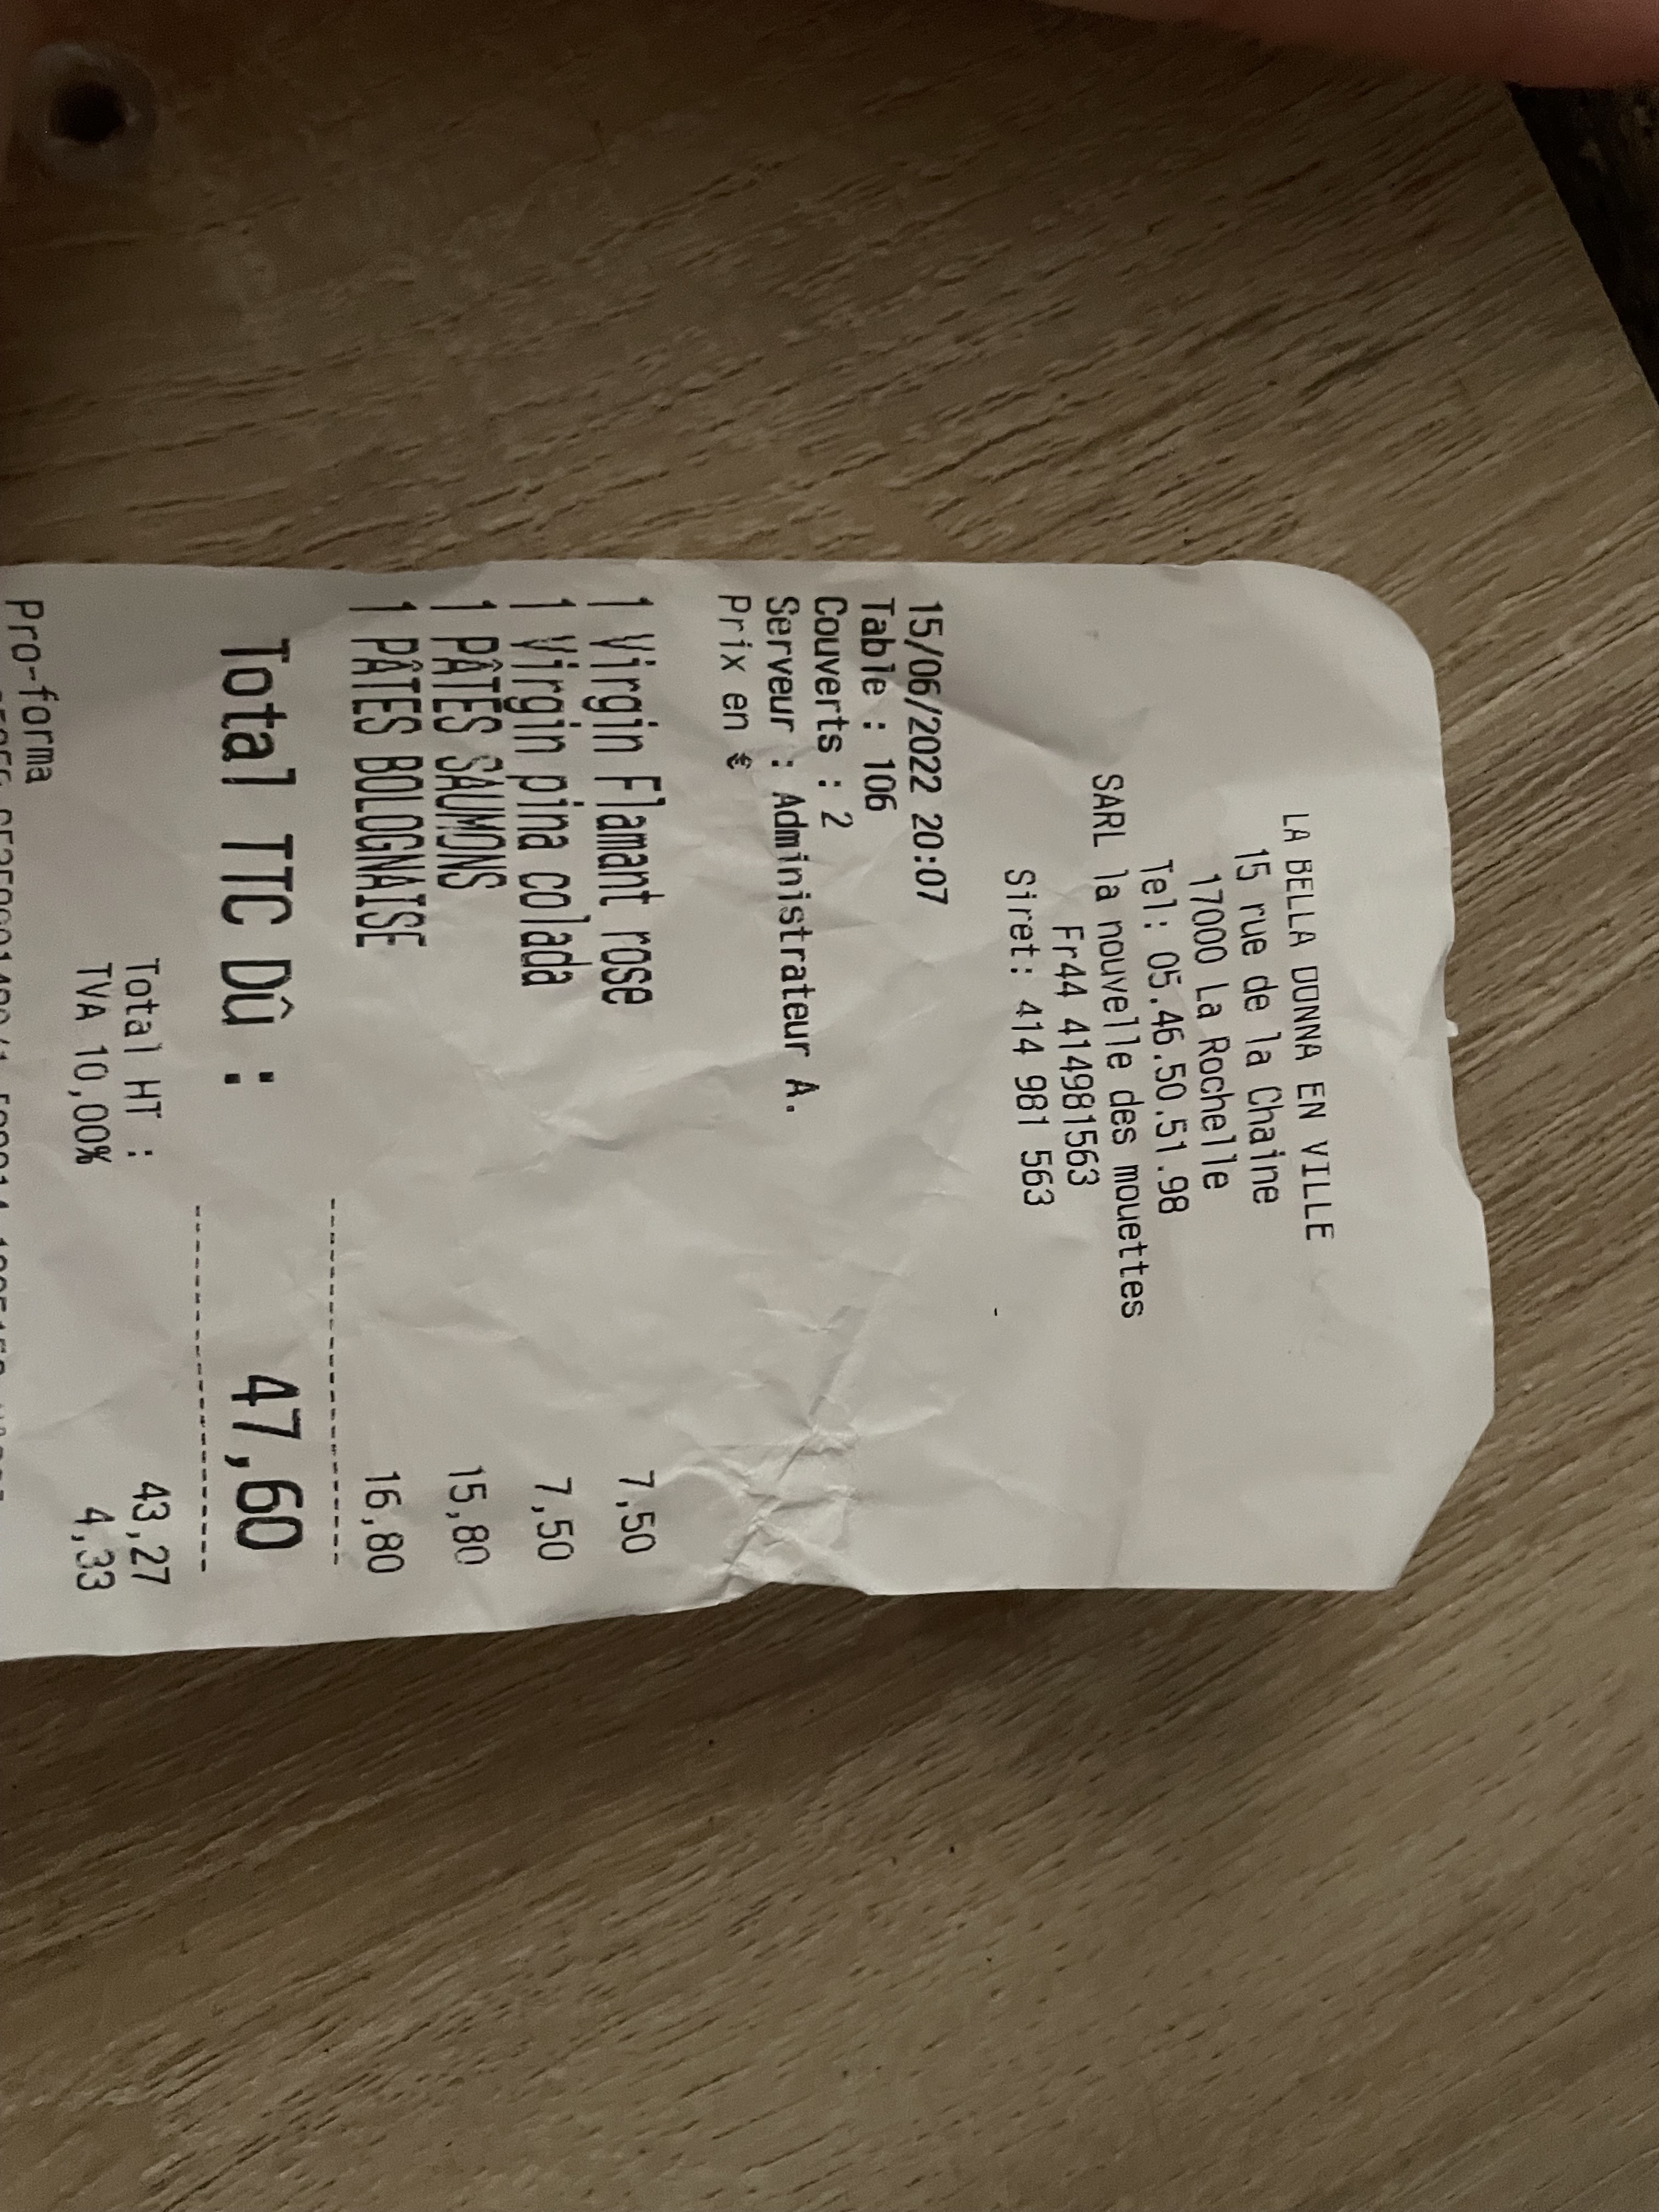 LA BELLA DONNA EN VILLE
15 rue de la Chaine
17000 La Rochelle
Tel: 05.46.50.51.98
SARL la nouvelle des mouettes
Fr44 414981563
Siret: 414 981 563
15/06/2022 20:07
Table : 106
Couverts : 2
Serveur : Administrateur A.
Prix en €
1 Virgin Flamant rose 7,50
1 Virgin pina colada 7,50
1 PÂTES SAUMONS 15,80
1 PÂTES BOLOGNAISE 16,80
Total TTC Dû : 47,60
Total HT : 43,27
TVA 10,00% 4,33
Pro-forma